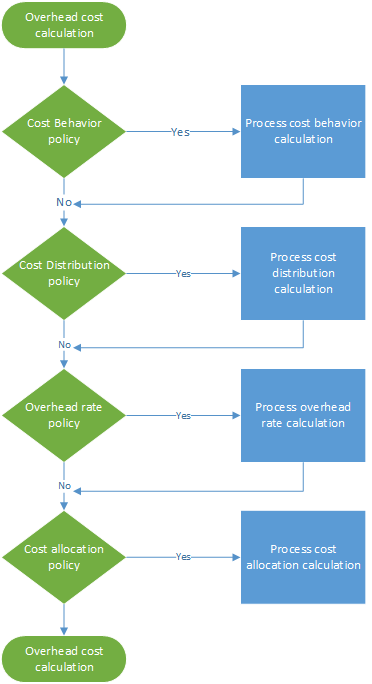 Overhead cost
calculation
Cost Behavior
policy
Yes
Process cost behavior
calculation
No
Cost Distribution
policy
Yes
Process cost
distribution
calculation
No
Overhead rate
policy
Yes
Process overhead
rate calculation
No
Cost allocation
policy
Yes
Process cost
allocation calculation
Overhead cost
calculation